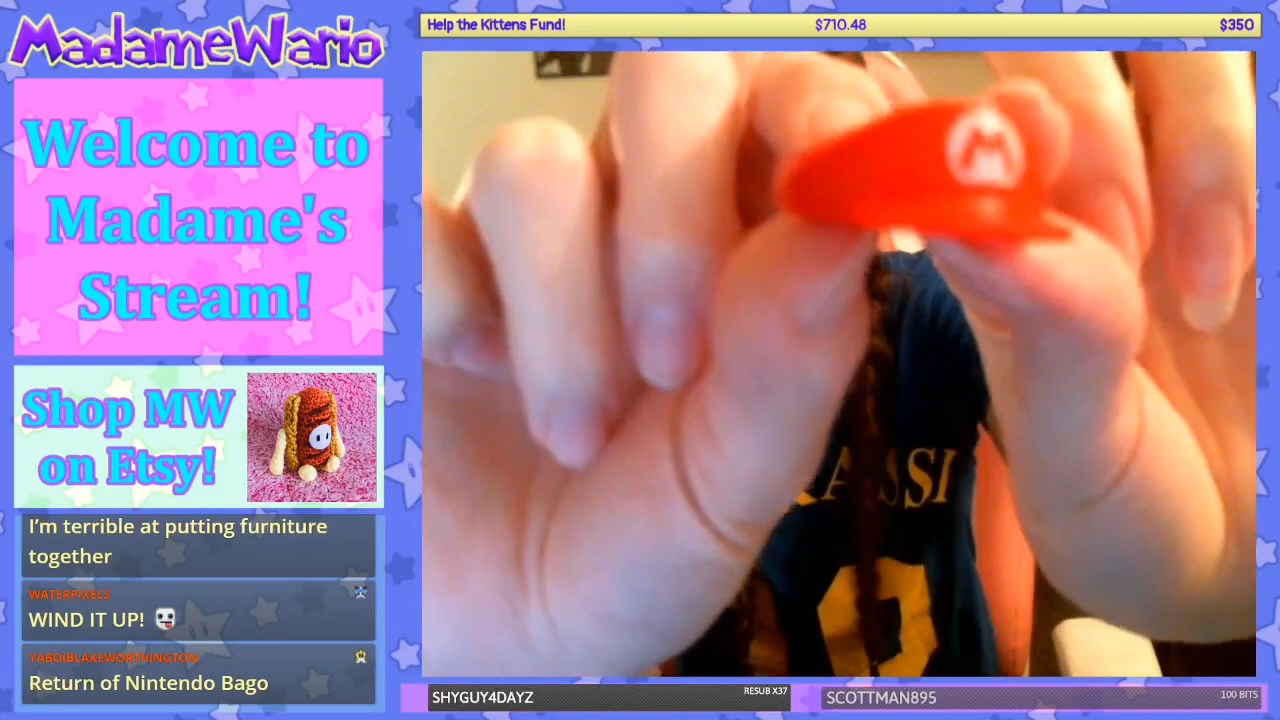 MadameWario
Help the Kittens Fund!
$710.48
$350
Welcome to
Madame's
Stream!
Shop MW
on Etsy!
I'm terrible at putting furniture
together
WATERPIXELS
WIND IT UP!
YABOIBLAKEWORTHINGTON
Return of Nintendo Bago
M
SSI
SHYGUY4DAYZ
RESUB X37
SCOTTMAN895
100 BITS